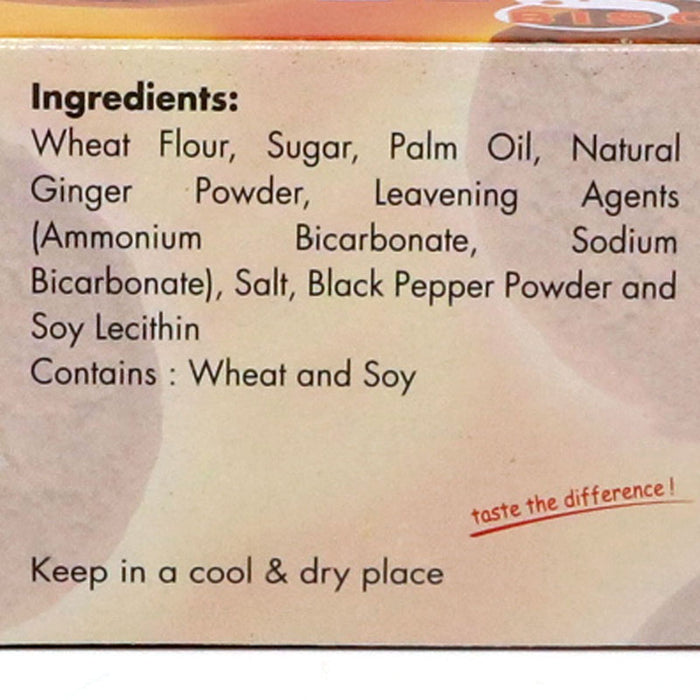 Ingredients:
Wheat Flour, Sugar, Palm Oil, Natural
Ginger Powder, Leavening Agents
(Ammonium Bicarbonate, Sodium
Bicarbonate), Salt, Black Pepper Powder and
Soy Lecithin
Contains : Wheat and Soy
taste the difference!
Keep in a cool & dry place